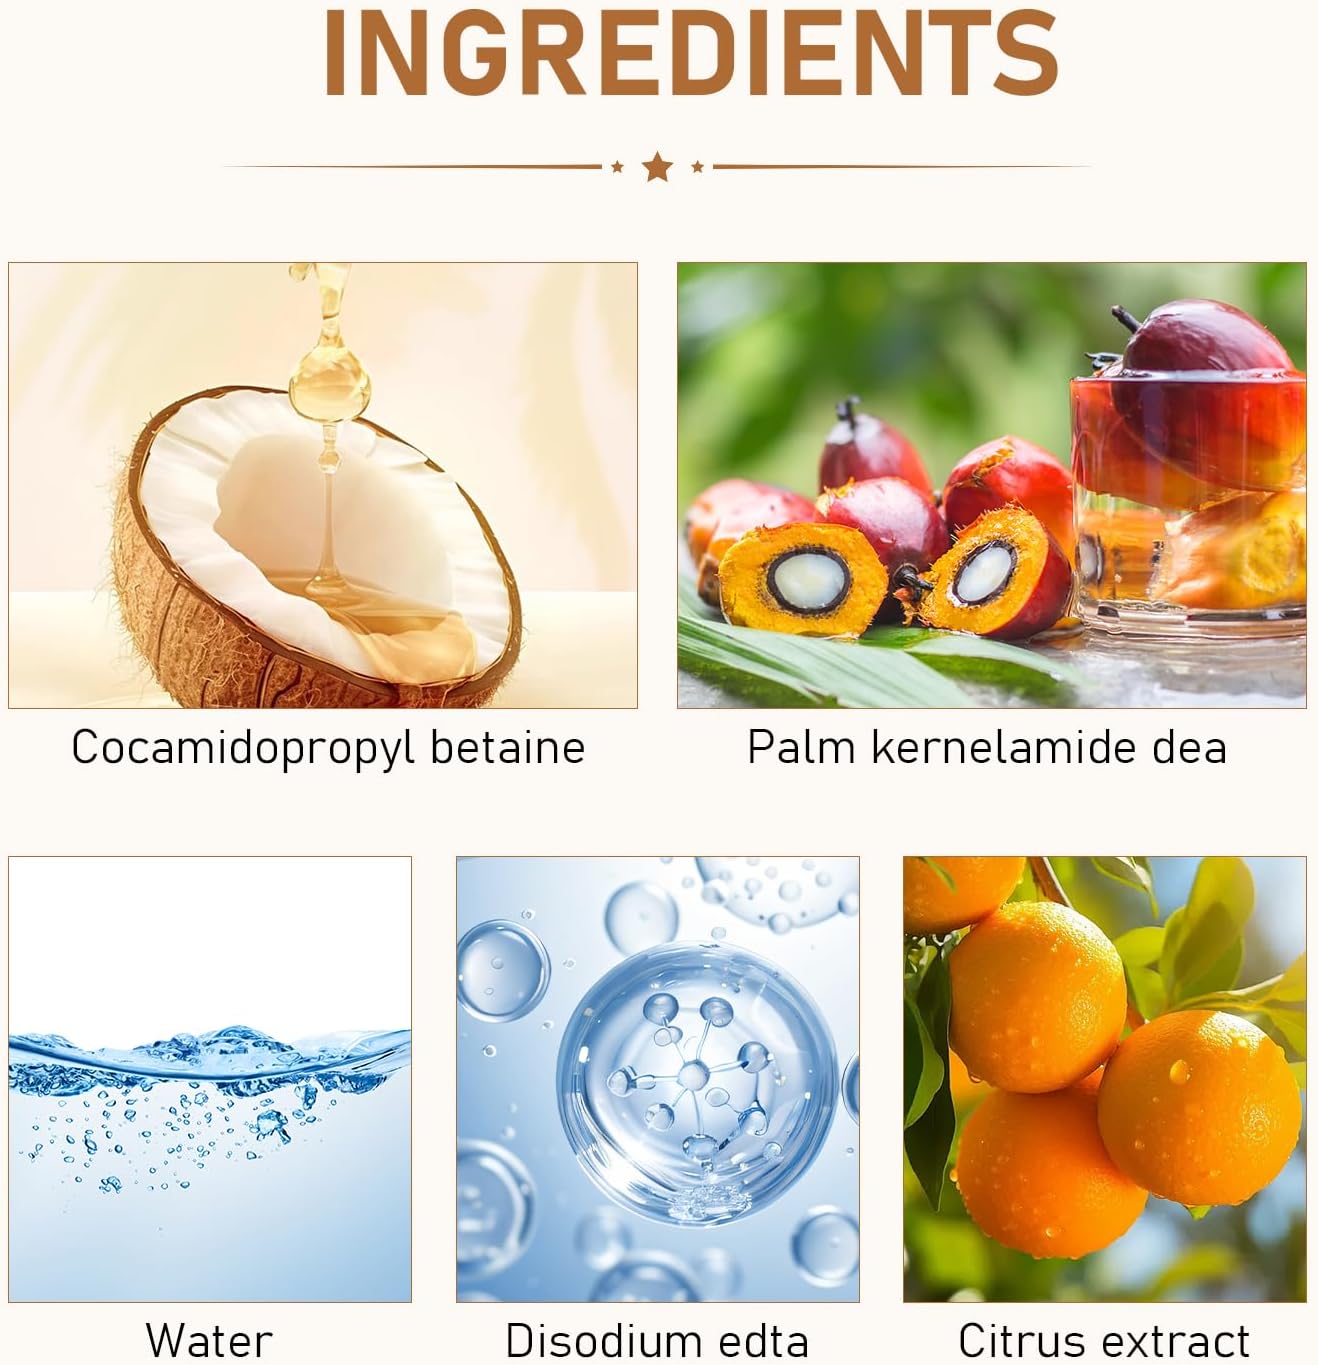 INGREDIENTS
Cocamidopropyl betaine
Palm kernelamide dea
Water
Disodium edta
Citrus extract